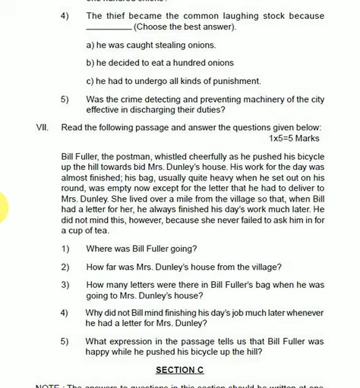 4) The thief became the common laughing stock because
________ (Choose the best answer).
a) he was caught stealing onions.
b) he decided to eat a hundred onions
c) he had to undergo all kinds of punishment.
5) Was the crime detecting and preventing machinery of the city
effective in discharging their duties?
VII. Read the following passage and answer the questions given below:
1x5=5 Marks
Bill Fuller, the postman, whistled cheerfully as he pushed his bicycle
up the hill towards bid Mrs. Dunley's house. His work for the day was
almost finished; his bag, usually quite heavy when he set out on his
round, was empty now except for the letter that he had to deliver to
Mrs. Dunley. She lived over a mile from the village so that, when Bill
had a letter for her, he always finished his day's work much later. He
did not mind this, however, because she never failed to ask him in for
a cup of tea.
1) Where was Bill Fuller going?
2) How far was Mrs. Dunley's house from the village?
3) How many letters were there in Bill Fuller's bag when he was
going to Mrs. Dunley's house?
4) Why did not Bill mind finishing his day's job much later whenever
he had a letter for Mrs. Dunley?
5) What expression in the passage tells us that Bill Fuller was
happy while he pushed his bicycle up the hill?
SECTION C